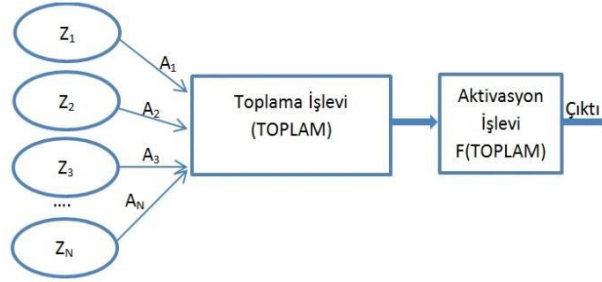 Z1
A1
Z2
A2
Z3
A3
....
AN
ZN
Toplama İşlevi
(TOPLAM)
Aktivasyon
İşlevi
F(TOPLAM)
Çıktı